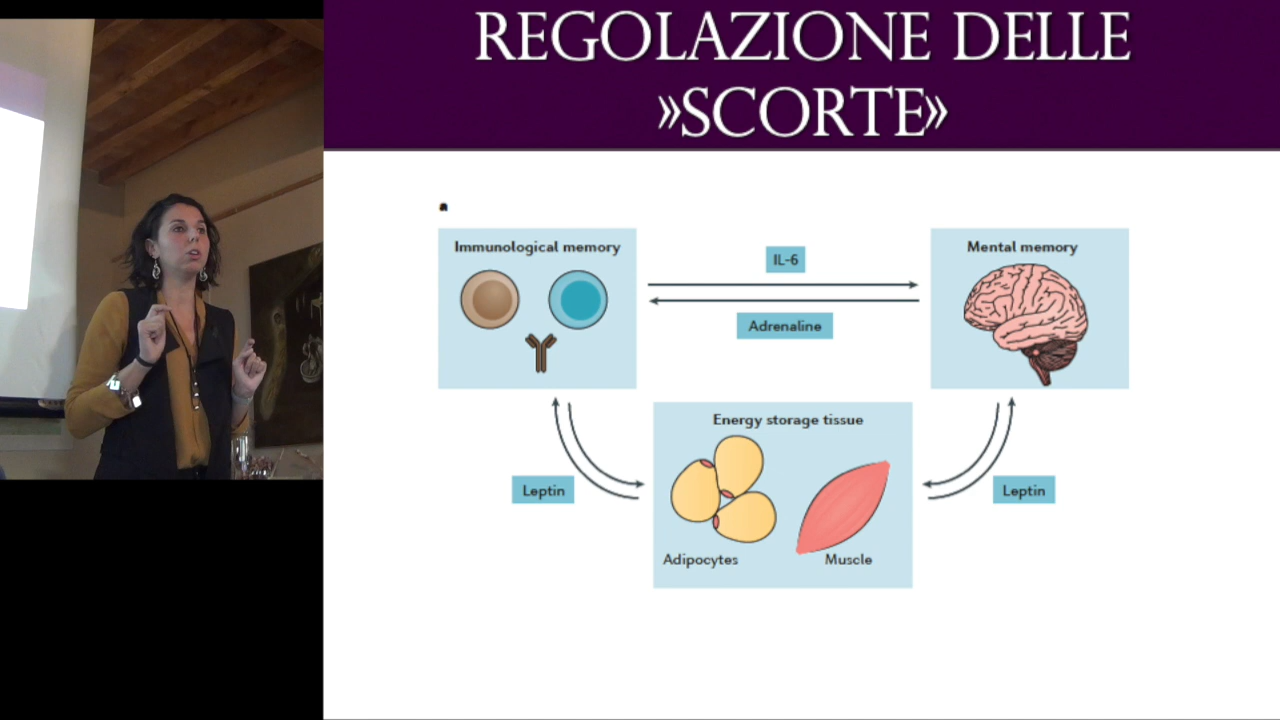 REGOLAZIONE DELLE
»SCORTE»
a
Immunological memory
IL-6
Adrenaline
Mental memory
Energy storage tissue
Adipocytes
Muscle
Leptin
Leptin